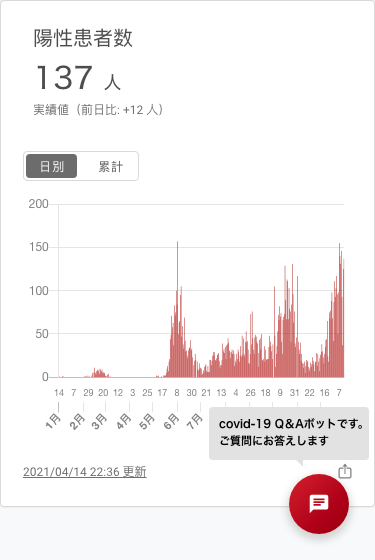 陽性患者数
137 人
実績値（前日比: +12 人）
日別 累計
200
150
100
50
0
14 7 29 20 12 3 25 17 8 30 21 13 4 26 18 9 31 22 16 7
1月 2月 3月 4月 5月 6月 7月
covid-19 Q&Aボットです。
ご質問にお答えします
2021/04/14 22:36 更新